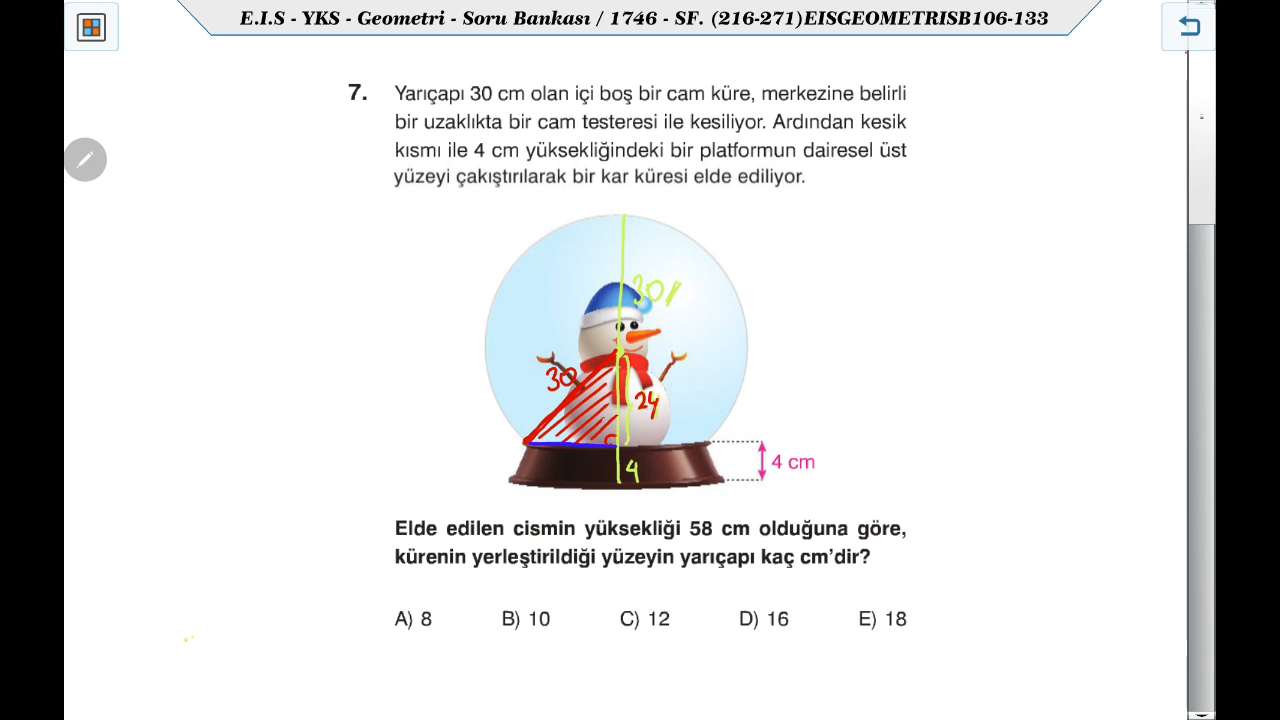 E.I.S - YKS - Geometri - Soru Bankası / 1746 - SF. (216-271)EISGEOMETRISB106-133
7. Yarıçapı 30 cm olan içi boş bir cam küre, merkezine belirli
bir uzaklıkta bir cam testeresi ile kesiliyor. Ardından kesik
kısmı ile 4 cm yüksekliğindeki bir platformun dairesel üst
yüzeyi çakıştırılarak bir kar küresi elde ediliyor.
30
30
24
4
4 cm
Elde edilen cismin yüksekliği 58 cm olduğuna göre,
kürenin yerleştirildiği yüzeyin yarıçapı kaç cm'dir?
A) 8 B) 10 C) 12 D) 16 E) 18